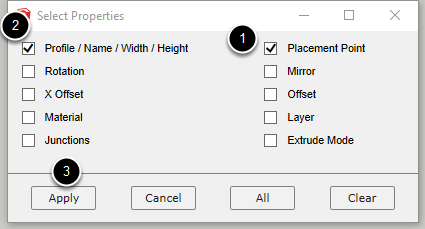 Select Properties
2
1
Profile / Name / Width / Height
Placement Point
Rotation
Mirror
X Offset
Offset
Material
Layer
Junctions
Extrude Mode
3
Apply
Cancel
All
Clear